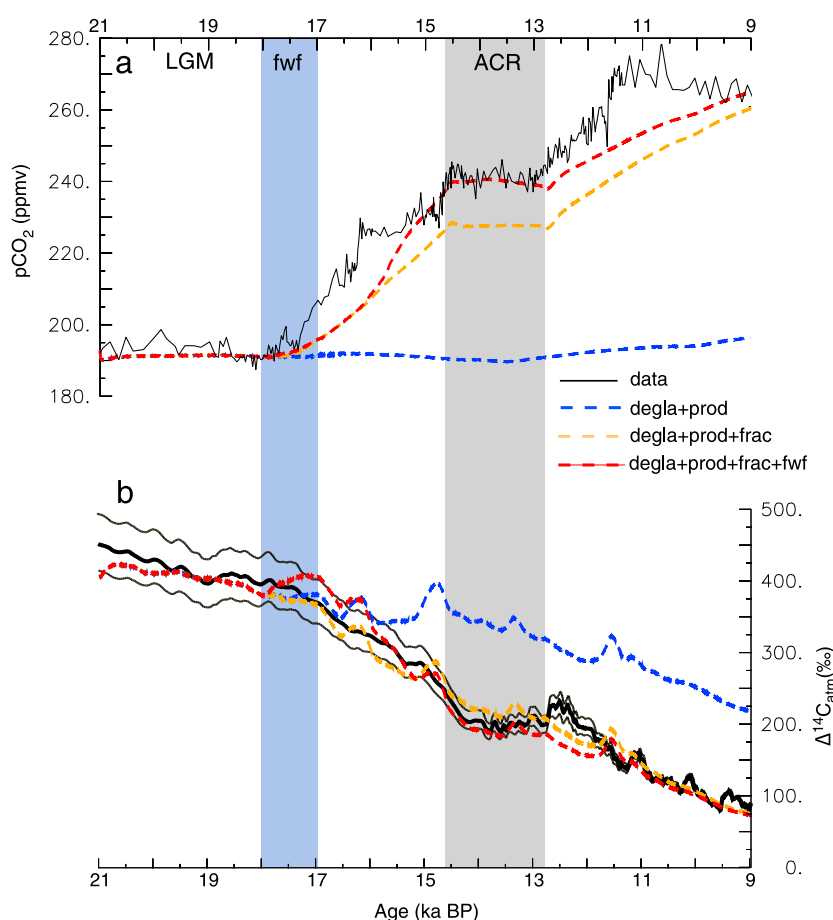 21 19 17 15 13 11 9
280.
260.
240.
220.
200.
180.
pCO2 (ppmv)
a
LGM
fwf
ACR
data
degla+prod
degla+prod+frac
degla+prod+frac+fwf
b
500.
400.
300.
200.
100.
0.
Δ14Catm(‰)
21 19 17 15 13 11 9
Age (ka BP)